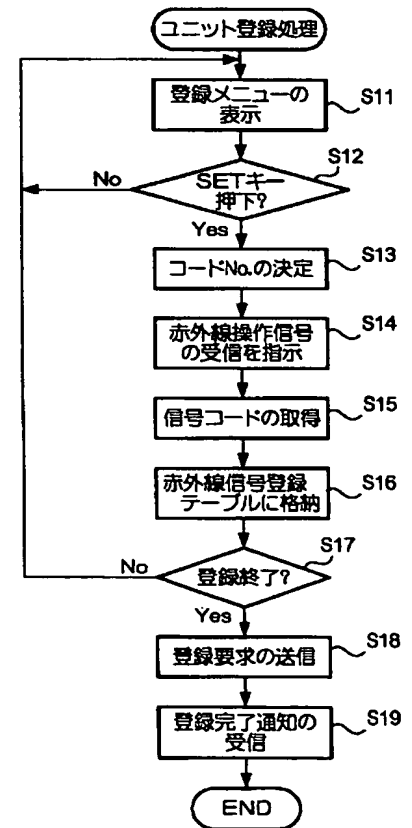 ユニット登録処理
登録メニューの
表示
S11
S12
No
SETキー
押下?
Yes
S13
コードNo.の決定
S14
赤外線操作信号
の受信を指示
S15
信号コードの取得
S16
赤外線信号登録
テーブルに格納
S17
No
登録終了?
Yes
S18
登録要求の送信
S19
登録完了通知の
受信
END